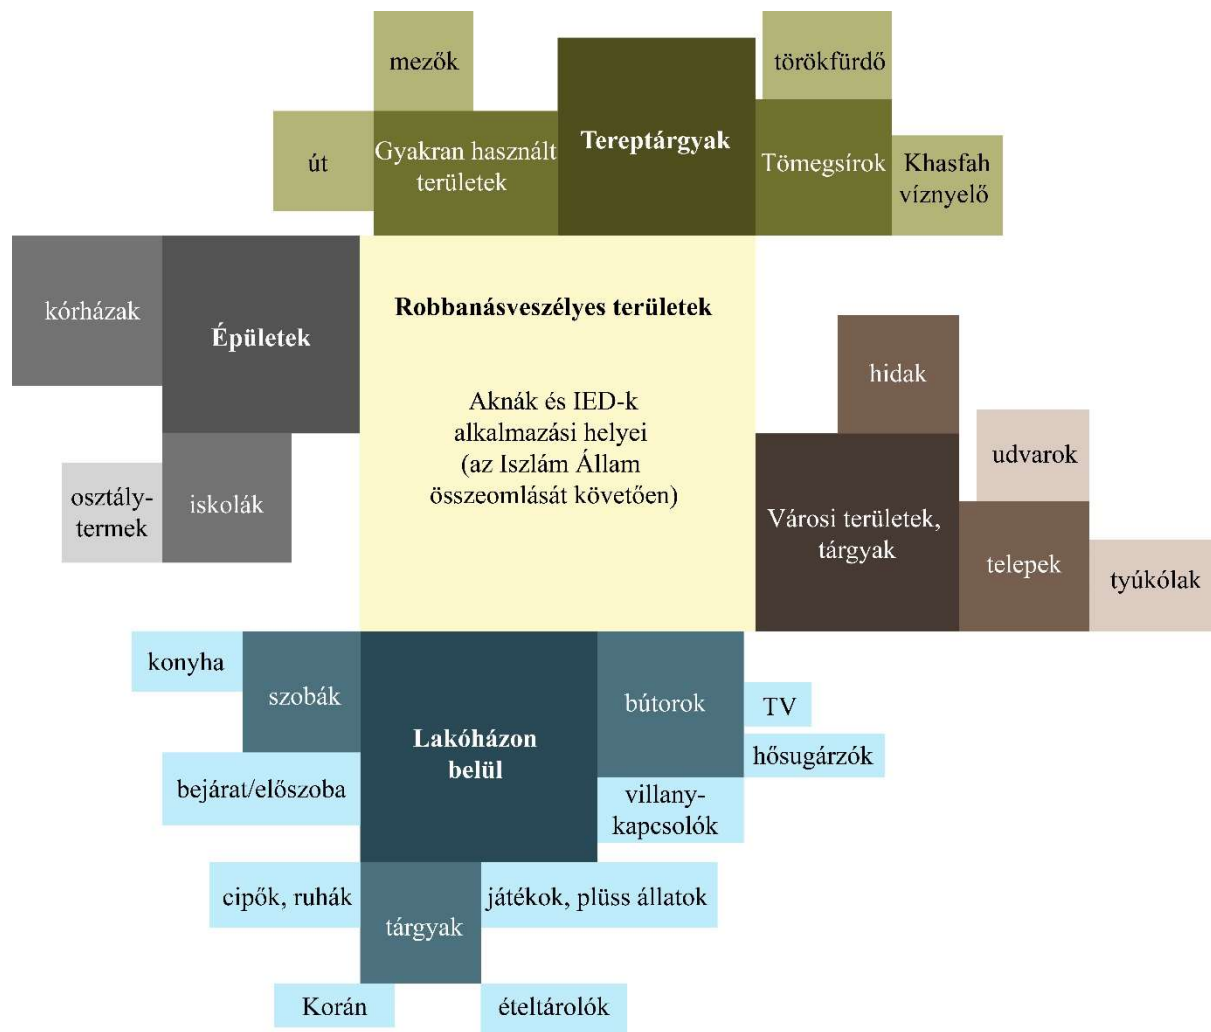 mezők
törökfürdő
Tereptárgyak
út
Gyakran használt
területek
Tömegsírok
Khasfah
víznyelő
kórházak
Épületek
osztály-
termek
iskolák
Robbanásveszélyes területek
Aknák és IED-k
alkalmazási helyei
(az Iszlám Állam
összeomlását követően)
hidak
udvarok
Városi területek,
tárgyak
telepek
tyúkólak
konyha
szobák
bejárat/előszoba
Lakóházon
belül
bútorok
TV
hősugárzók
villany-
kapcsolók
cipők, ruhák
tárgyak
játékok, plüss állatok
Korán
ételtárolók